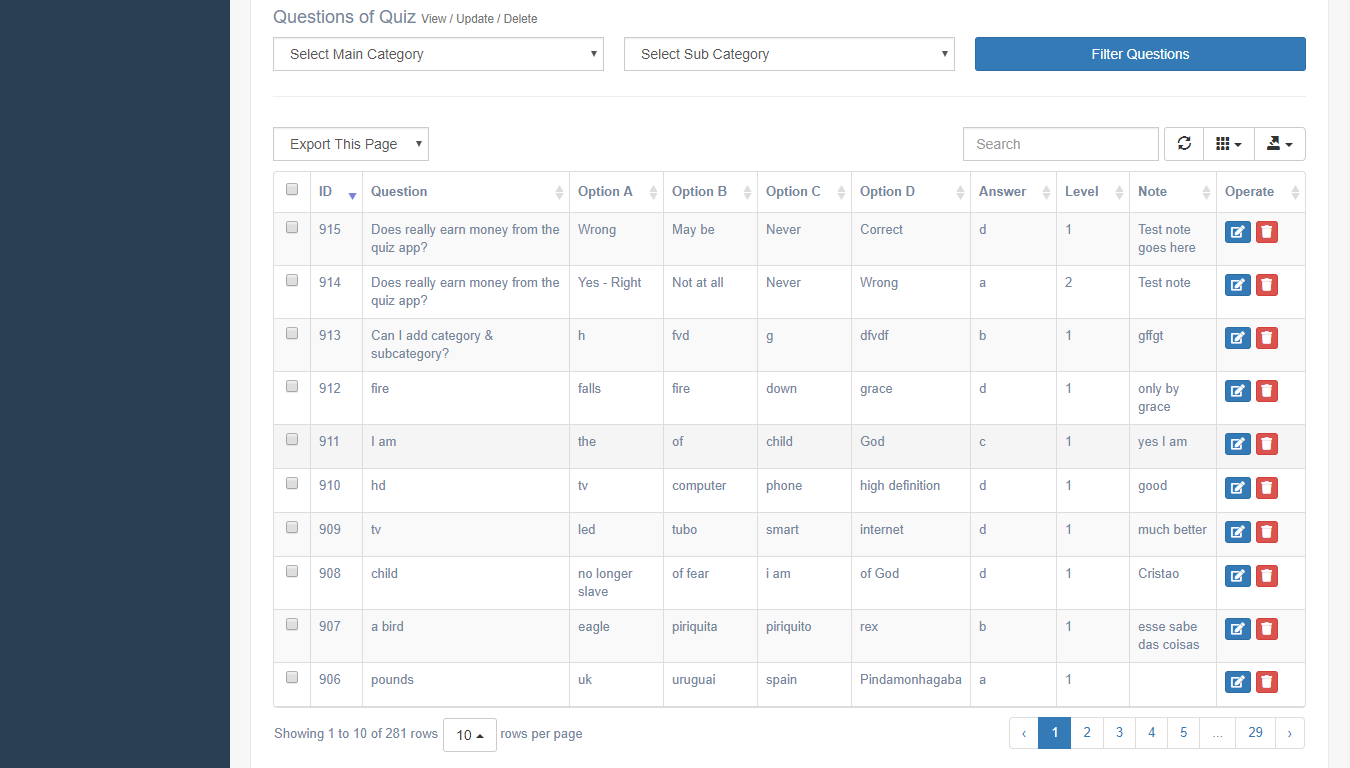 Questions of Quiz View / Update / Delete
Select Main Category Select Sub Category Filter Questions
Export This Page Search
ID Question Option A Option B Option C Option D Answer Level Note Operate
915 Does really earn money from the Wrong May be Never Correct d 1 Test note
quiz app? goes here
914 Does really earn money from the Yes - Right Not at all Never Wrong a 2 Test note
quiz app?
913 Can I add category & h fvd g dfvdf b 1 gffgt
subcategory?
912 fire falls fire down grace d 1 only by
grace
911 I am the of child God c 1 yes I am
910 hd tv computer phone high definition d 1 good
909 tv led tubo smart internet d 1 much better
908 child no longer of fear i am of God d 1 Cristao
slave
907 a bird eagle piriquita piriquito rex b 1 esse sabe
das coisas
906 pounds uk uruguai spain Pindamonhagaba a 1
Showing 1 to 10 of 281 rows 10 rows per page ‹ 1 2 3 4 5 ... 29 ›